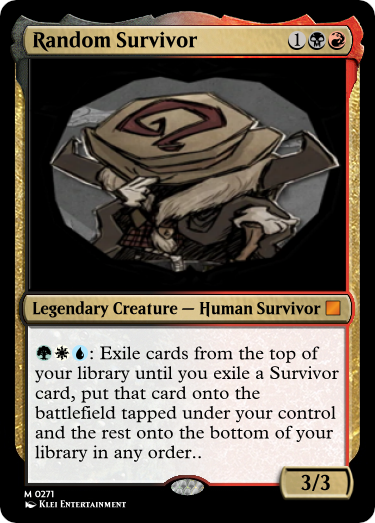 Random Survivor 1
Legendary Creature — Human Survivor
: Exile cards from the top of
your library until you exile a Survivor
card, put that card onto the
battlefield tapped under your control
and the rest onto the bottom of your
library in any order..
3/3
M 0271
Klei Entertainment